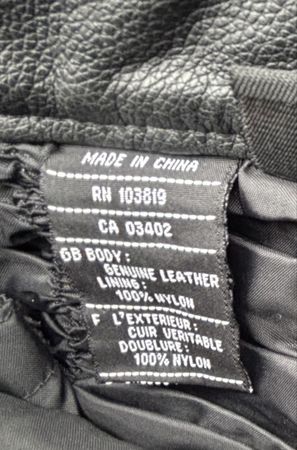 MADE IN CHINA
RN 103819
CA 03402
GB BODY:
GENUINE LEATHER
LINING:
100% NYLON
F L'EXTERIEUR:
CUIR VERITABLE
DOUBLURE:
100% NYLON